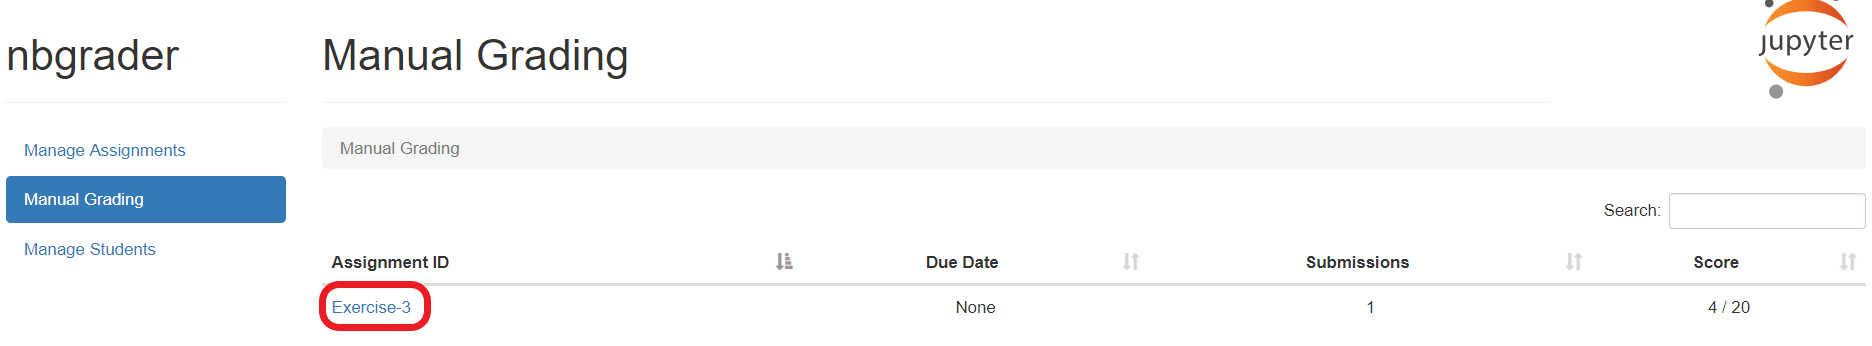 nbgrader
Manual Grading
jupyter
Manage Assignments
Manual Grading
Manage Students
Manual Grading
Search:
Assignment ID Due Date Submissions Score
Exercise-3 None 1 4 / 20